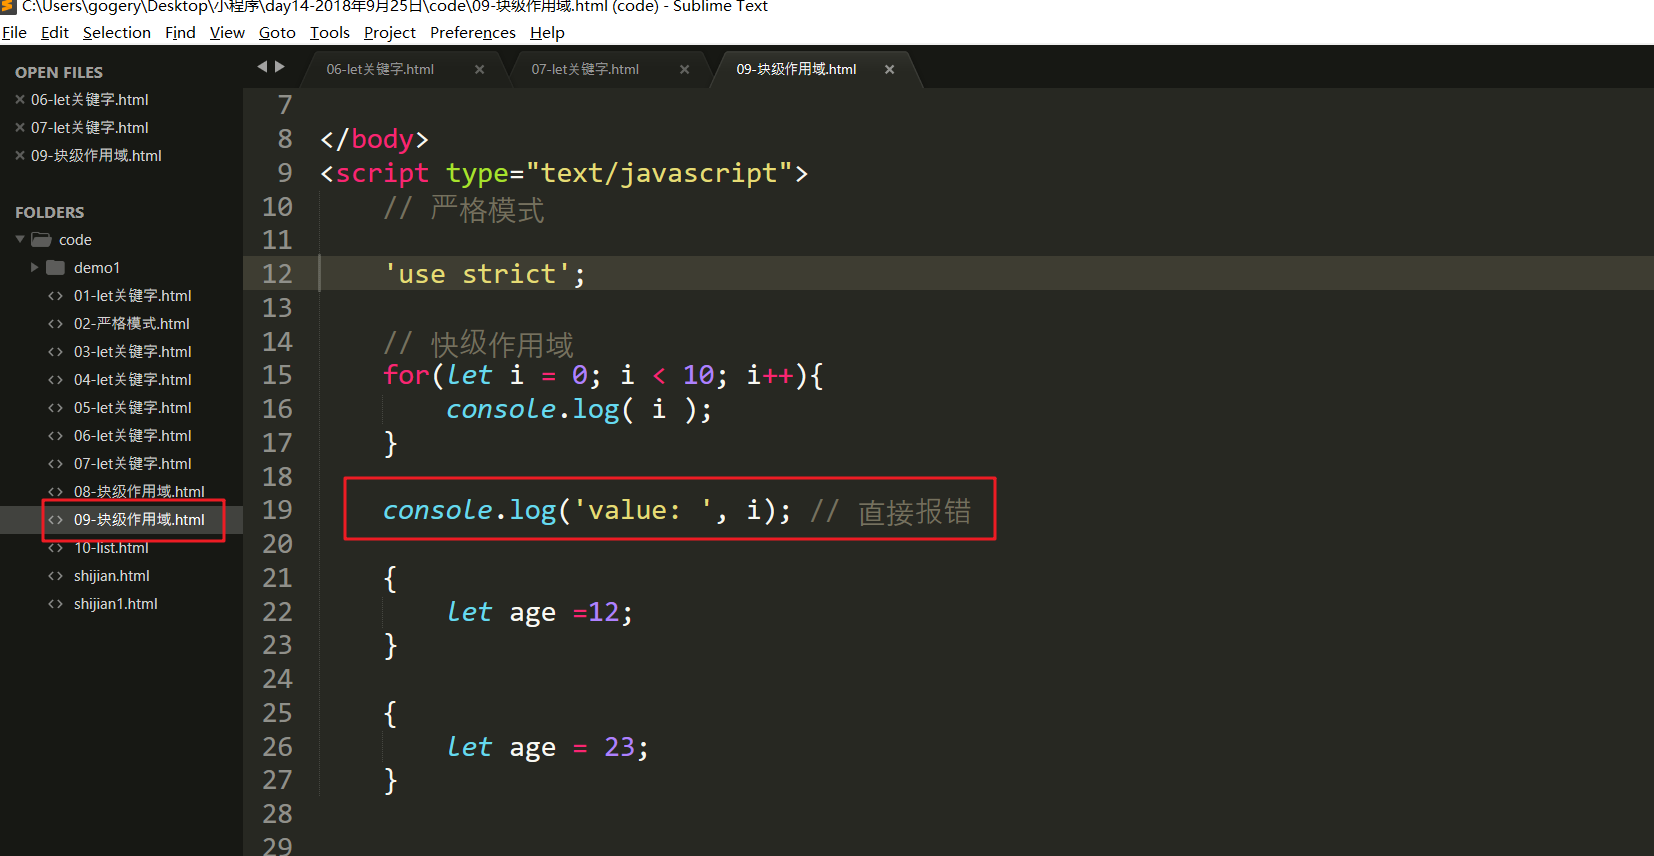 C:\Users\gogery\Desktop\小程序\day14-2018年9月25日\code\09-块级作用域.html (code) - Sublime Text
File Edit Selection Find View Goto Tools Project Preferences Help
OPEN FILES
06-let关键字.html
07-let关键字.html
09-块级作用域.html
FOLDERS
code
demo1
01-let关键字.html
02-严格模式.html
03-let关键字.html
04-let关键字.html
05-let关键字.html
06-let关键字.html
07-let关键字.html
08-块级作用域.html
09-块级作用域.html
10-list.html
shijian.html
shijian1.html
06-let关键字.html 07-let关键字.html 09-块级作用域.html
7
8 </body>
9 <script type="text/javascript">
10 // 严格模式
11
12 'use strict';
13
14 // 快级作用域
15 for(let i = 0; i < 10; i++){
16 console.log( i );
17 }
18
19 console.log('value: ', i); // 直接报错
20
21 {
22 let age =12;
23 }
24
25 {
26 let age = 23;
27 }
28
29